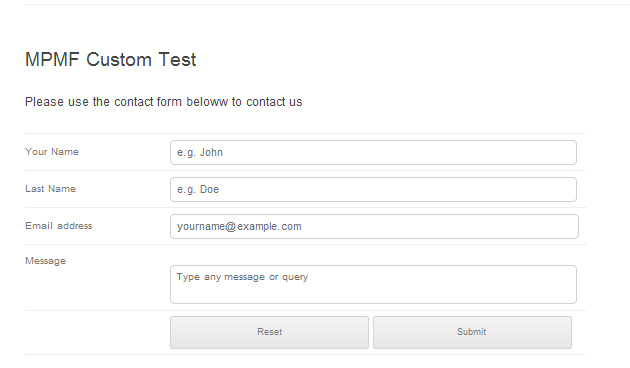 MPMF Custom Test
Please use the contact form beloww to contact us
Your Name
e.g. John
Last Name
e.g. Doe
Email address
yourname@example.com
Message
Type any message or query
Reset
Submit